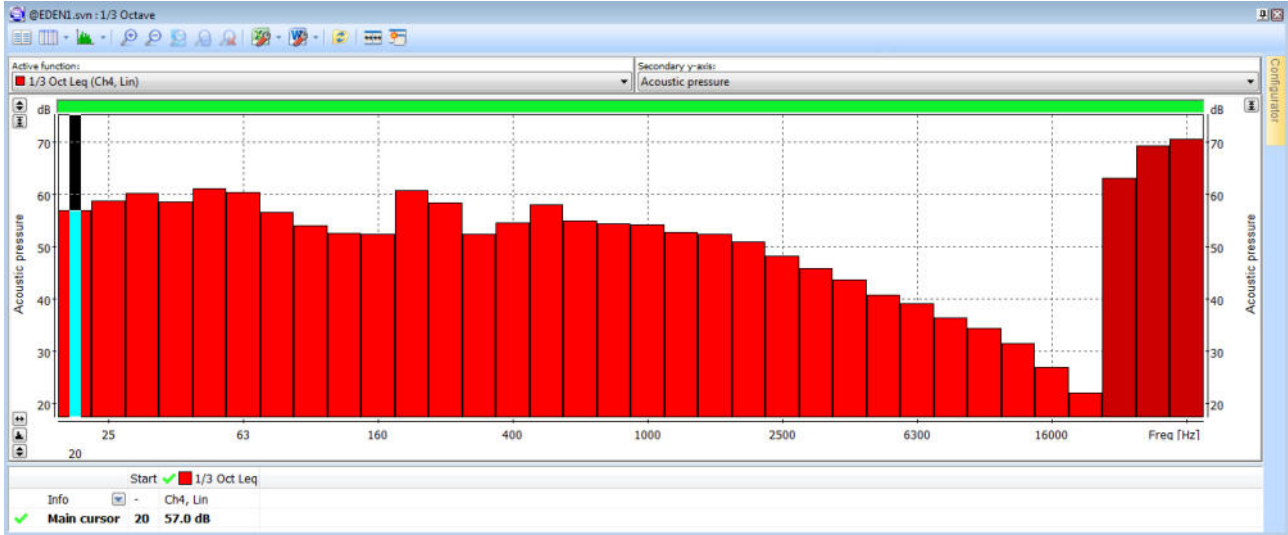 @EDEN1.svn : 1/3 Octave
Active function:
Secondary y-axis:
1/3 Oct Leq (Ch4, Lin)
Acoustic pressure
Configurator
dB
dB
70
70
60
60
50
50
40
40
30
30
20
20
Acoustic pressure
Acoustic pressure
25 63 160 400 1000 2500 6300 16000 Freq [Hz]
20
Start 1/3 Oct Leq
Info - Ch4, Lin
Main cursor 20 57.0 dB